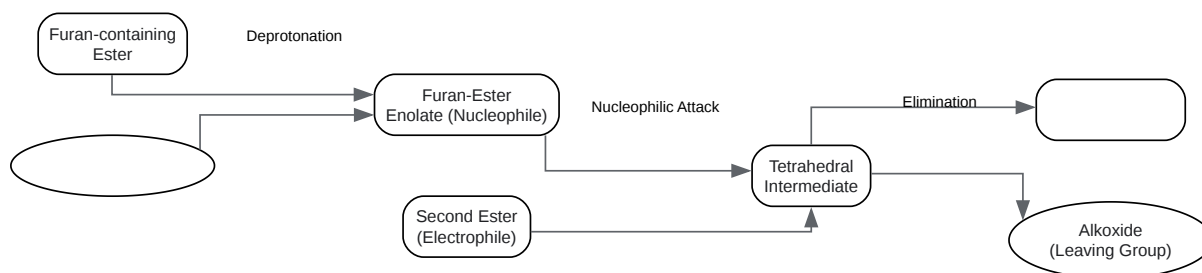 Furan-containing
Ester
Deprotonation
Furan-Ester
Enolate (Nucleophile)
Nucleophilic Attack
Elimination
Tetrahedral
Intermediate
Second Ester
(Electrophile)
Alkoxide
(Leaving Group)